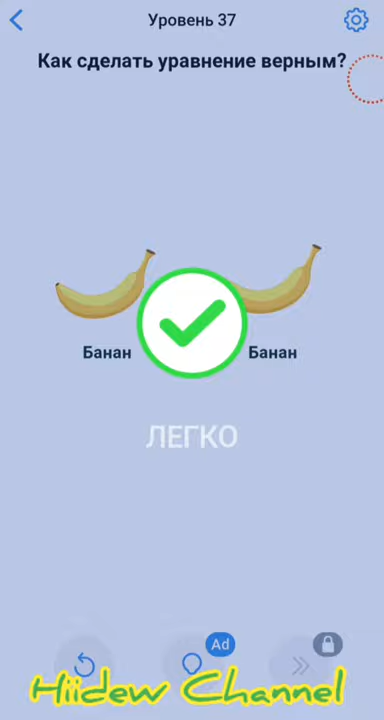 Уровень 37
Как сделать уравнение верным?
Банан Банан
ЛЕГКО
Ad
Hiidew Channel